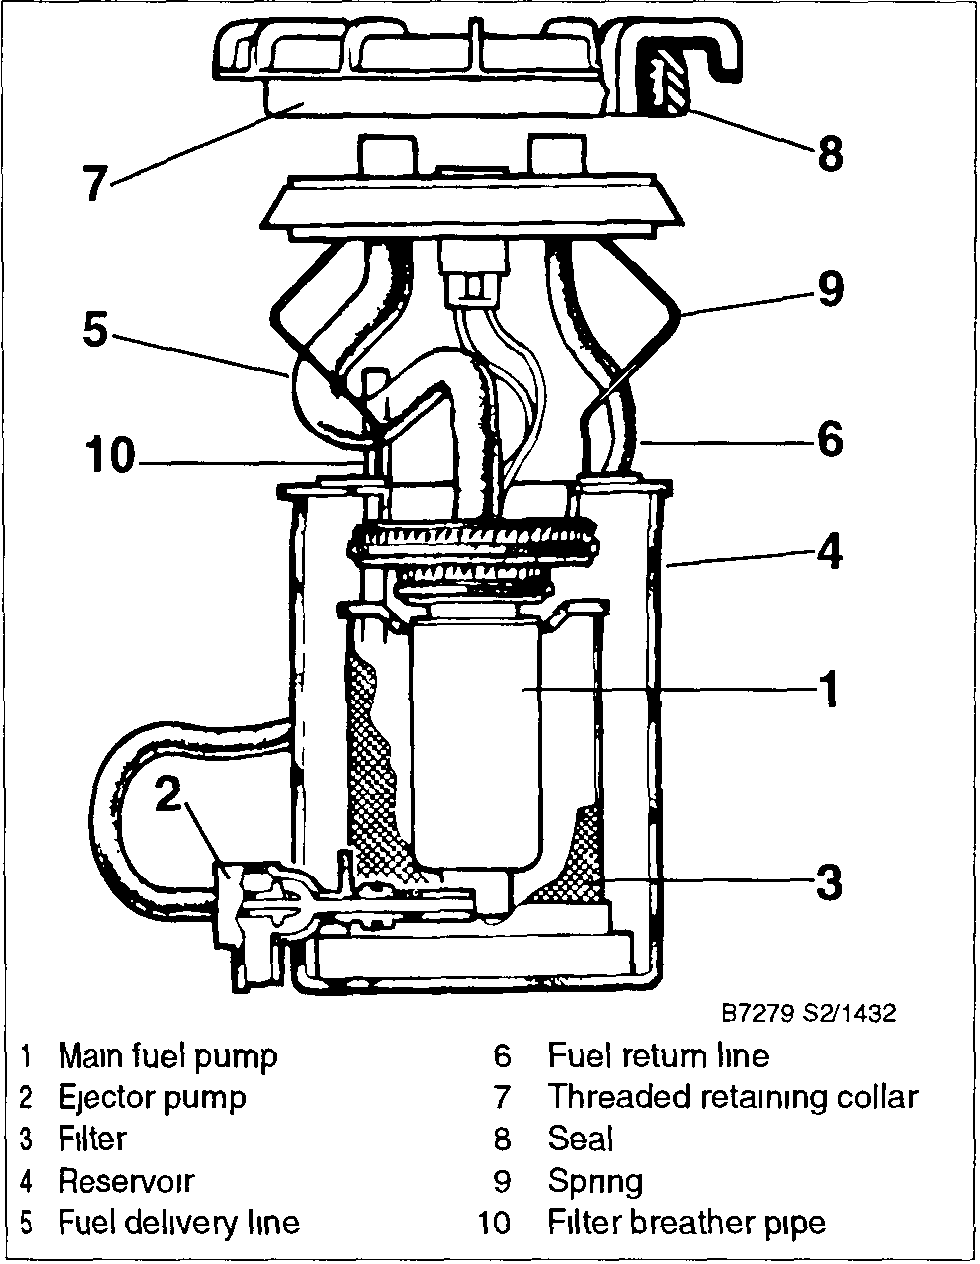 7
8
9
5
6
10
4
1
2
3
B7279 S2/1432
1 Main fuel pump
2 Ejector pump
3 Filter
4 Reservoir
5 Fuel delivery line
6 Fuel return line
7 Threaded retaining collar
8 Seal
9 Spring
10 Filter breather pipe